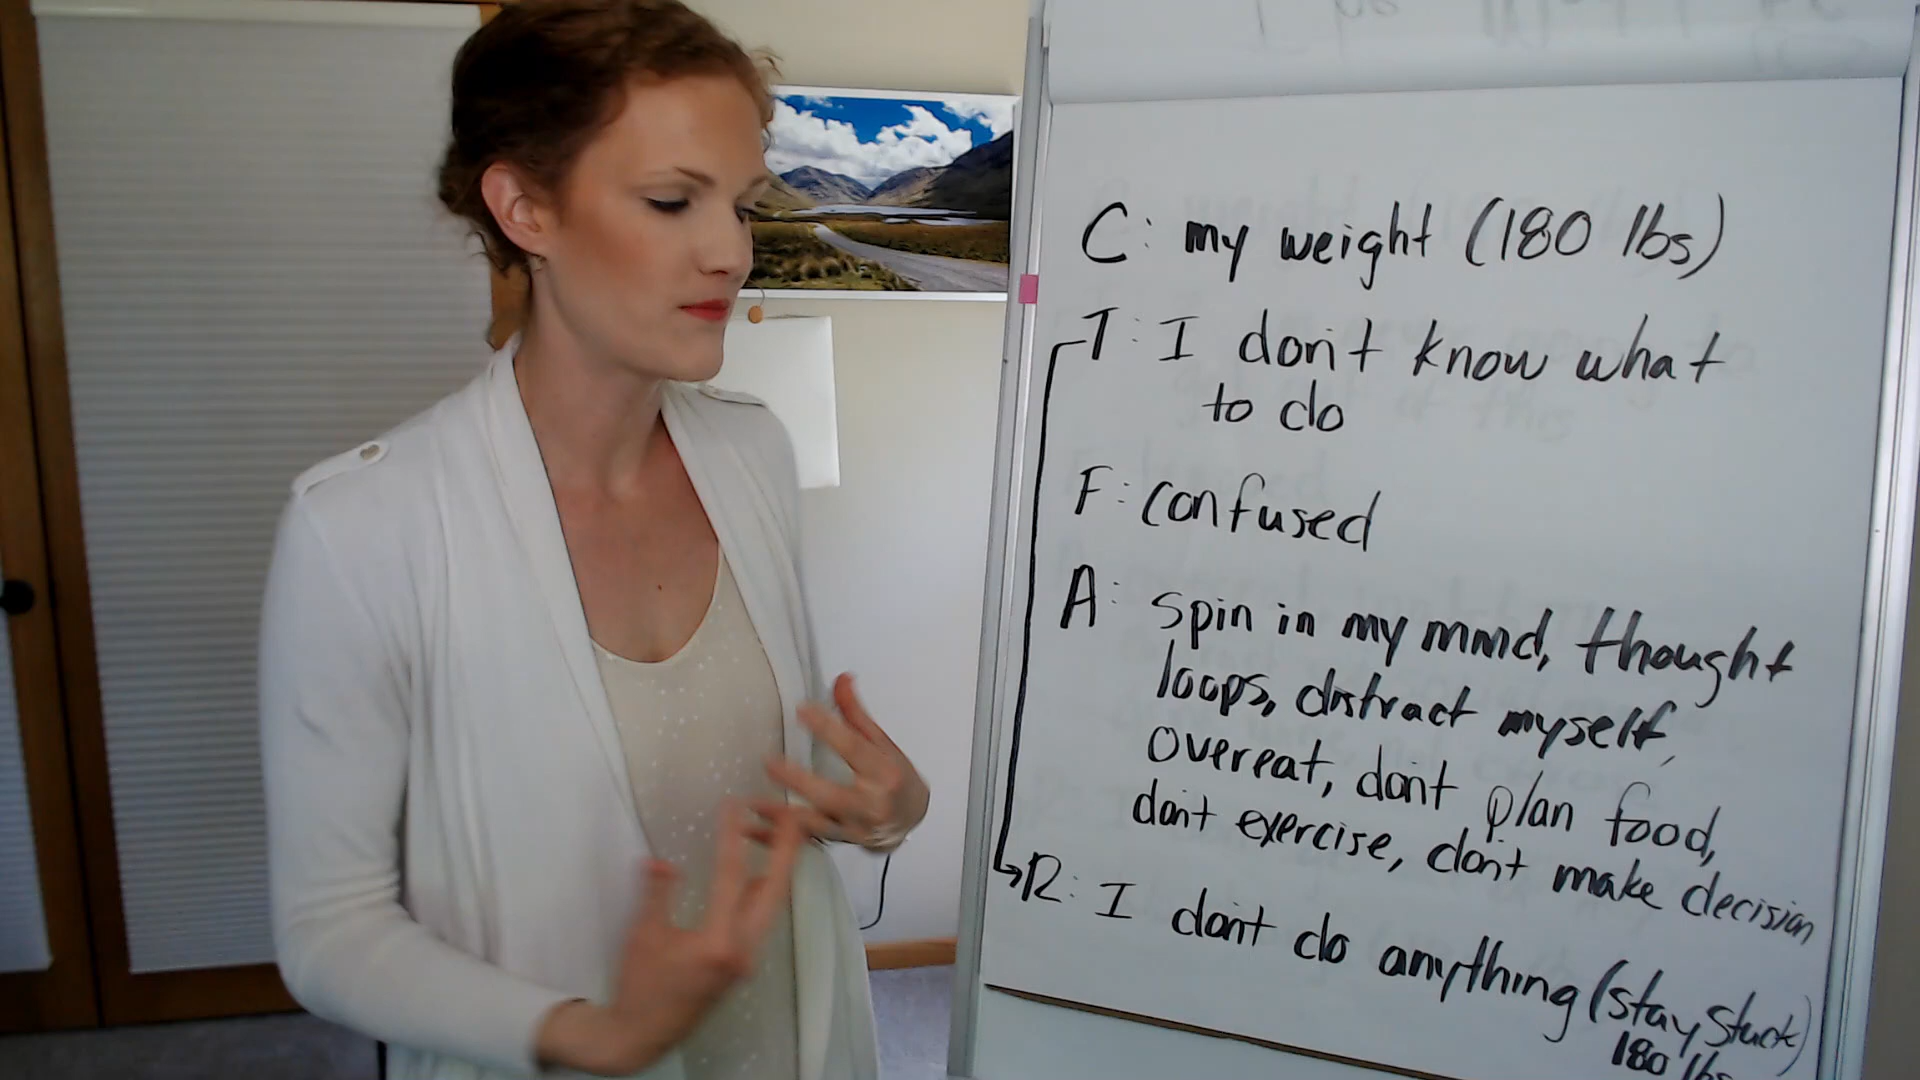 C: my weight (180 lbs)
T: I don't know what
to do
F: confused
A: spin in my mind, thought
loops, distract myself,
overeat, don't plan food,
don't exercise, don't make decision
R: I don't do anything (stay stuck)
180 lbs